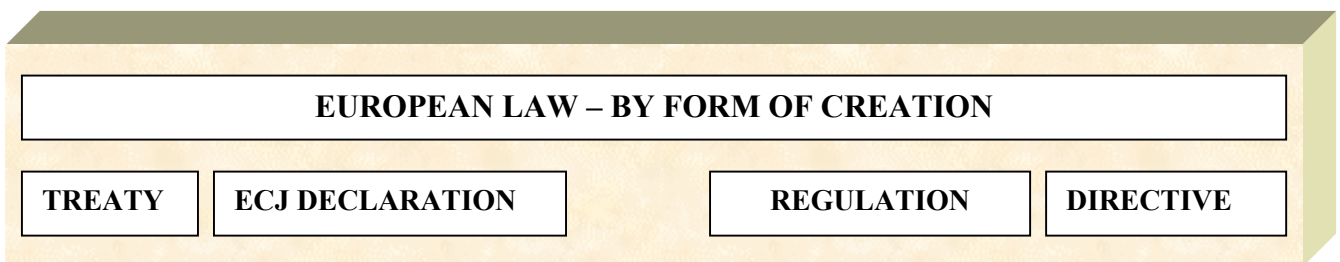 EUROPEAN LAW – BY FORM OF CREATION
TREATY ECJ DECLARATION REGULATION DIRECTIVE